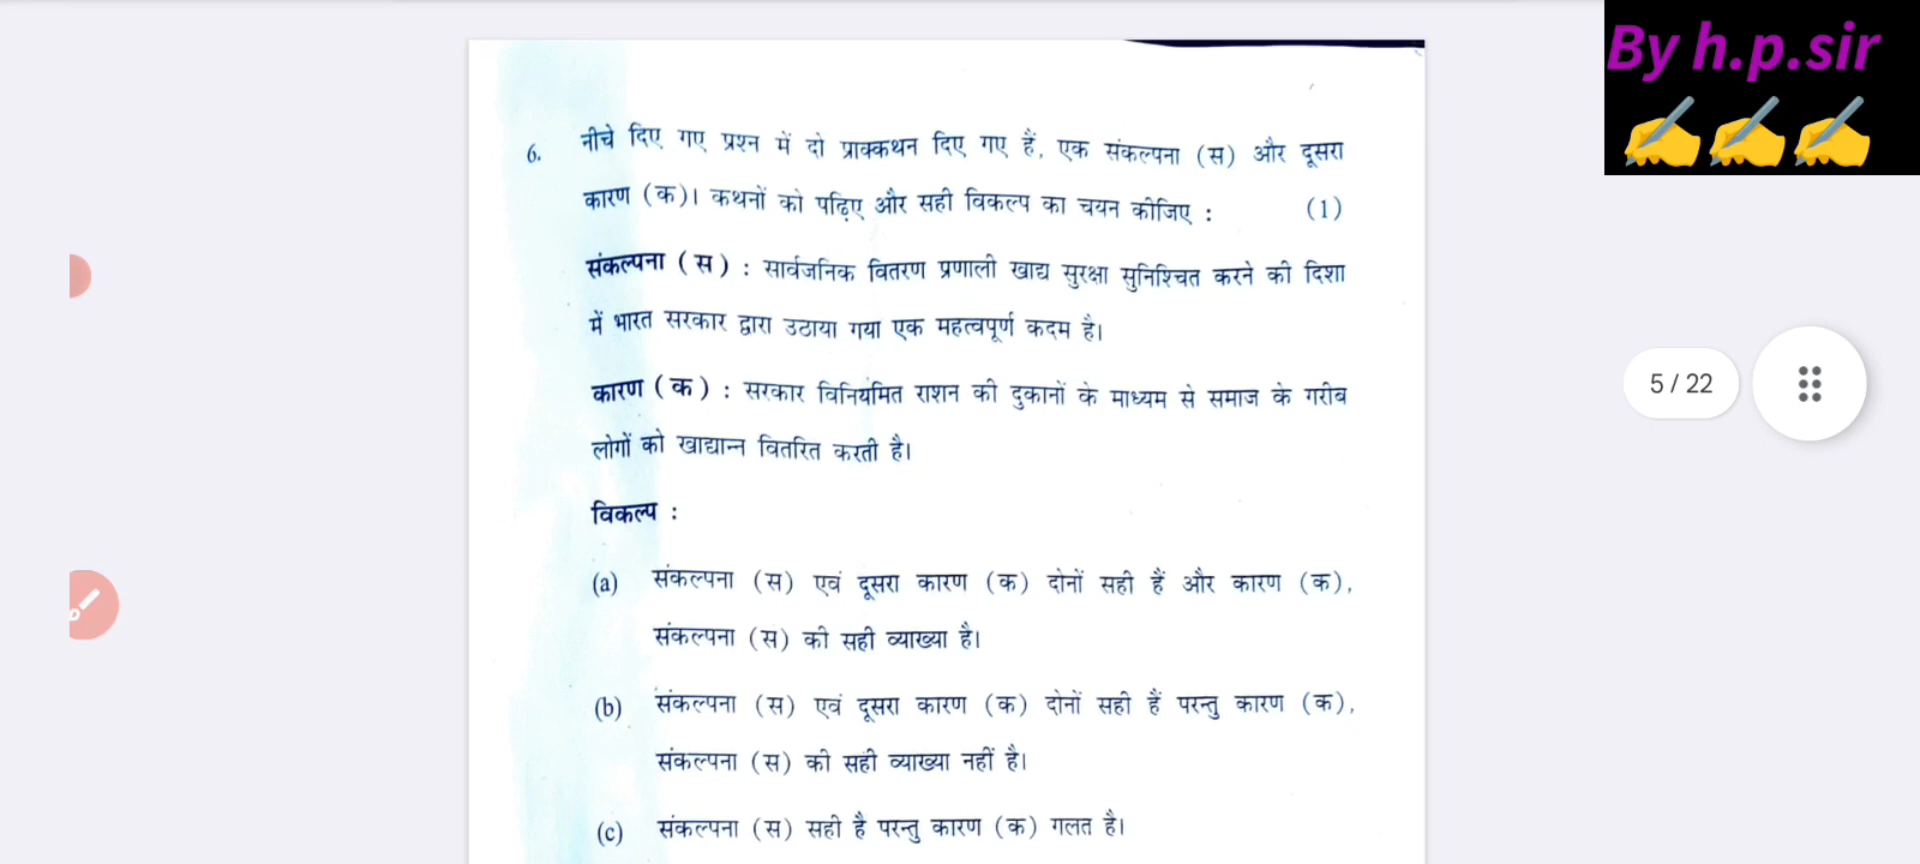 By h.p.sir
6. नीचे दिए गए प्रश्न में दो प्राक्कथन दिए गए हैं, एक संकल्पना (स) और दूसरा
कारण (क)। कथनों को पढ़िए और सही विकल्प का चयन कीजिए : (1)
संकल्पना (स) : सार्वजनिक वितरण प्रणाली खाद्य सुरक्षा सुनिश्चित करने की दिशा
में भारत सरकार द्वारा उठाया गया एक महत्वपूर्ण कदम है।
कारण (क) : सरकार विनियमित राशन की दुकानों के माध्यम से समाज के गरीब
लोगों को खाद्यान्न वितरित करती है।
5 / 22
विकल्प :
(a) संकल्पना (स) एवं दूसरा कारण (क) दोनों सही हैं और कारण (क),
संकल्पना (स) की सही व्याख्या है।
(b) संकल्पना (स) एवं दूसरा कारण (क) दोनों सही हैं परन्तु कारण (क),
संकल्पना (स) की सही व्याख्या नहीं है।
(c) संकल्पना (स) सही है परन्तु कारण (क) गलत है।